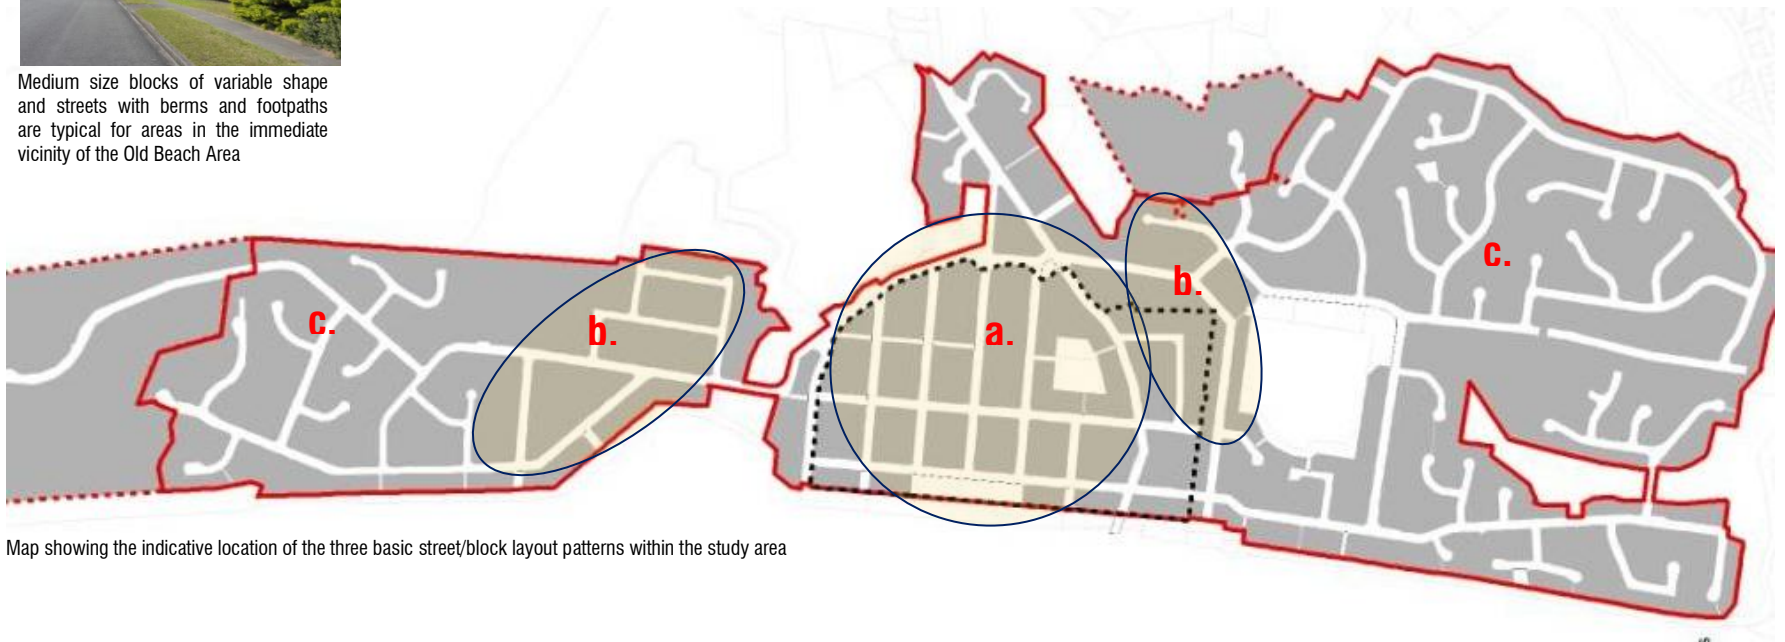 Medium size blocks of variable shape
and streets with berms and footpaths
are typical for areas in the immediate
vicinity of the Old Beach Area
c.
b.
a.
b.
c.
Map showing the indicative location of the three basic street/block layout patterns within the study area